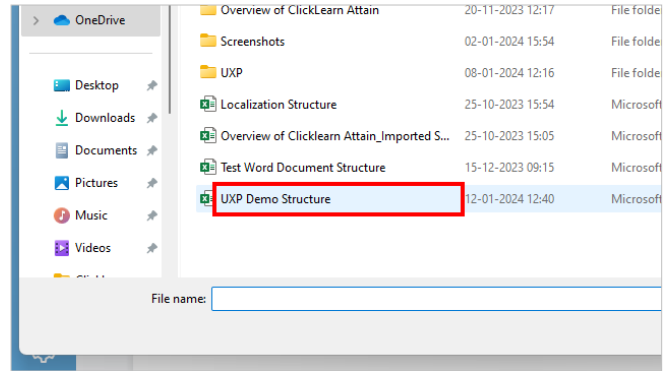 OneDrive
Desktop
Downloads
Documents
Pictures
Music
Videos
Overview of ClickLearn Attain 20-11-2023 12:17 File folde
Screenshots 02-01-2024 15:54 File folde
UXP 08-01-2024 12:16 File folde
Localization Structure 25-10-2023 15:54 Microsoft
Overview of Clicklearn Attain_Imported S... 25-10-2023 15:05 Microsoft
Test Word Document Structure 15-12-2023 09:15 Microsoft
UXP Demo Structure 12-01-2024 12:40 Microsoft
File name: